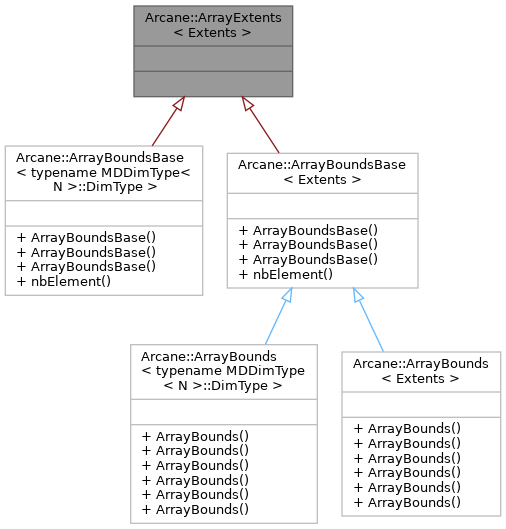 Arcane::ArrayExtents
< Extents >
Arcane::ArrayBoundsBase
< typename MDDimType<
N >::DimType >
+ ArrayBoundsBase()
+ ArrayBoundsBase()
+ ArrayBoundsBase()
+ nbElement()
Arcane::ArrayBoundsBase
< Extents >
+ ArrayBoundsBase()
+ ArrayBoundsBase()
+ ArrayBoundsBase()
+ nbElement()
Arcane::ArrayBounds
< typename MDDimType
< N >::DimType >
+ ArrayBounds()
+ ArrayBounds()
+ ArrayBounds()
+ ArrayBounds()
+ ArrayBounds()
+ ArrayBounds()
Arcane::ArrayBounds
< Extents >
+ ArrayBounds()
+ ArrayBounds()
+ ArrayBounds()
+ ArrayBounds()
+ ArrayBounds()
+ ArrayBounds()